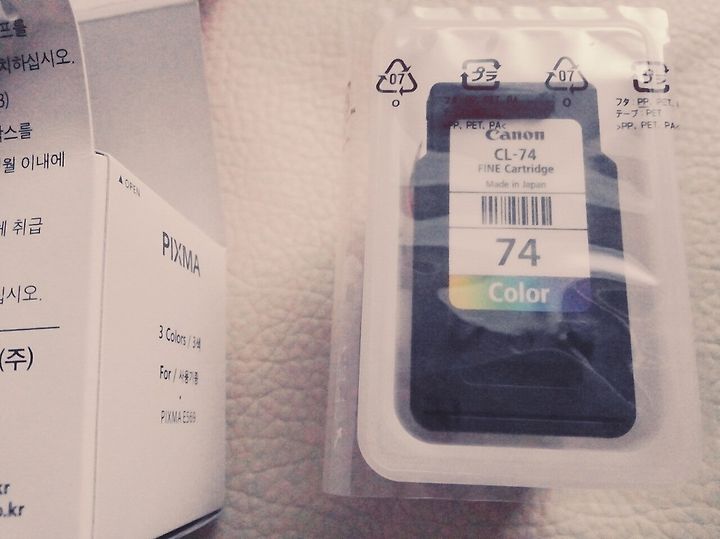 프를
치하십시오.
3)
스를
월 이내에
취급
십시오.
(주)
kr
o.kr
▲ OPEN
PIXMA
3 Colors / 3색
For / 사용기종
PIXMA E569
07
プラ
07
プラ
O
O
フタ: PP, PET,
テープ: PET
PP, PET, PA<
>PP, PET, PA<
Canon
CL-74
FINE Cartridge
Made in Japan
74
Color